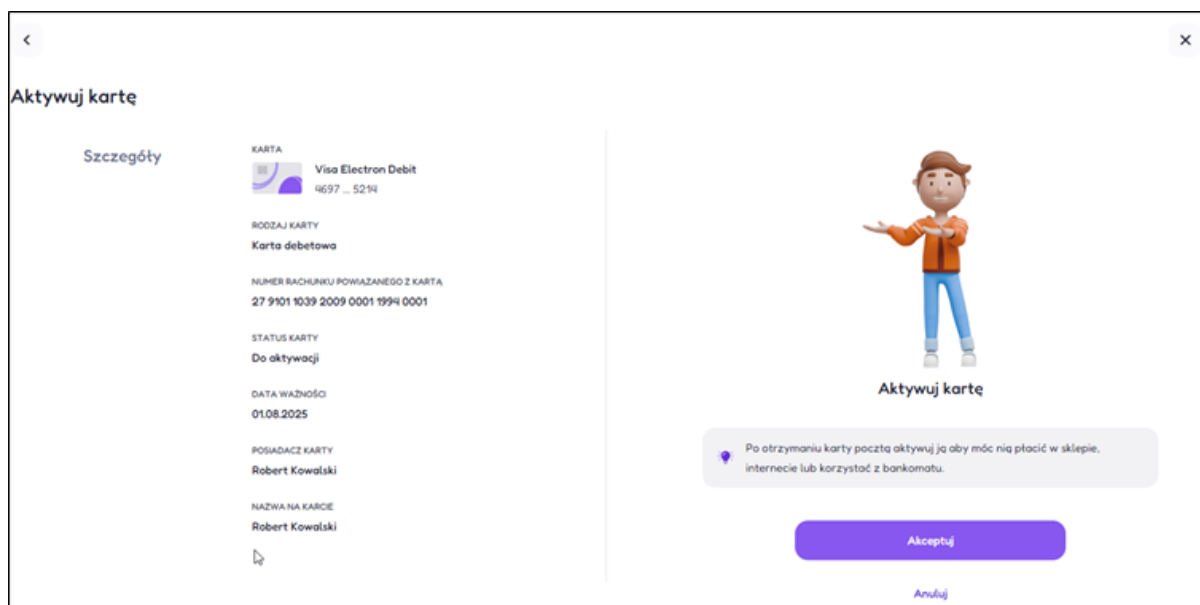 Aktywuj kartę
Szczegóły
KARTA
Visa Electron Debit
4697 ... 5214
RODZAJ KARTY
Karta debetowa
NUMER RACHUNKU POWIĄZANEGO Z KARTĄ
27 9101 1039 2009 0001 1994 0001
STATUS KARTY
Do aktywacji
DATA WAŻNOŚCI
01.08.2025
POSIADACZ KARTY
Robert Kowalski
NAZWA NA KARCIE
Robert Kowalski
Aktywuj kartę
Po otrzymaniu karty pocztą aktywuj ją aby móc nią płacić w sklepie,
internecie lub korzystać z bankomatu.
Akceptuj
Anuluj